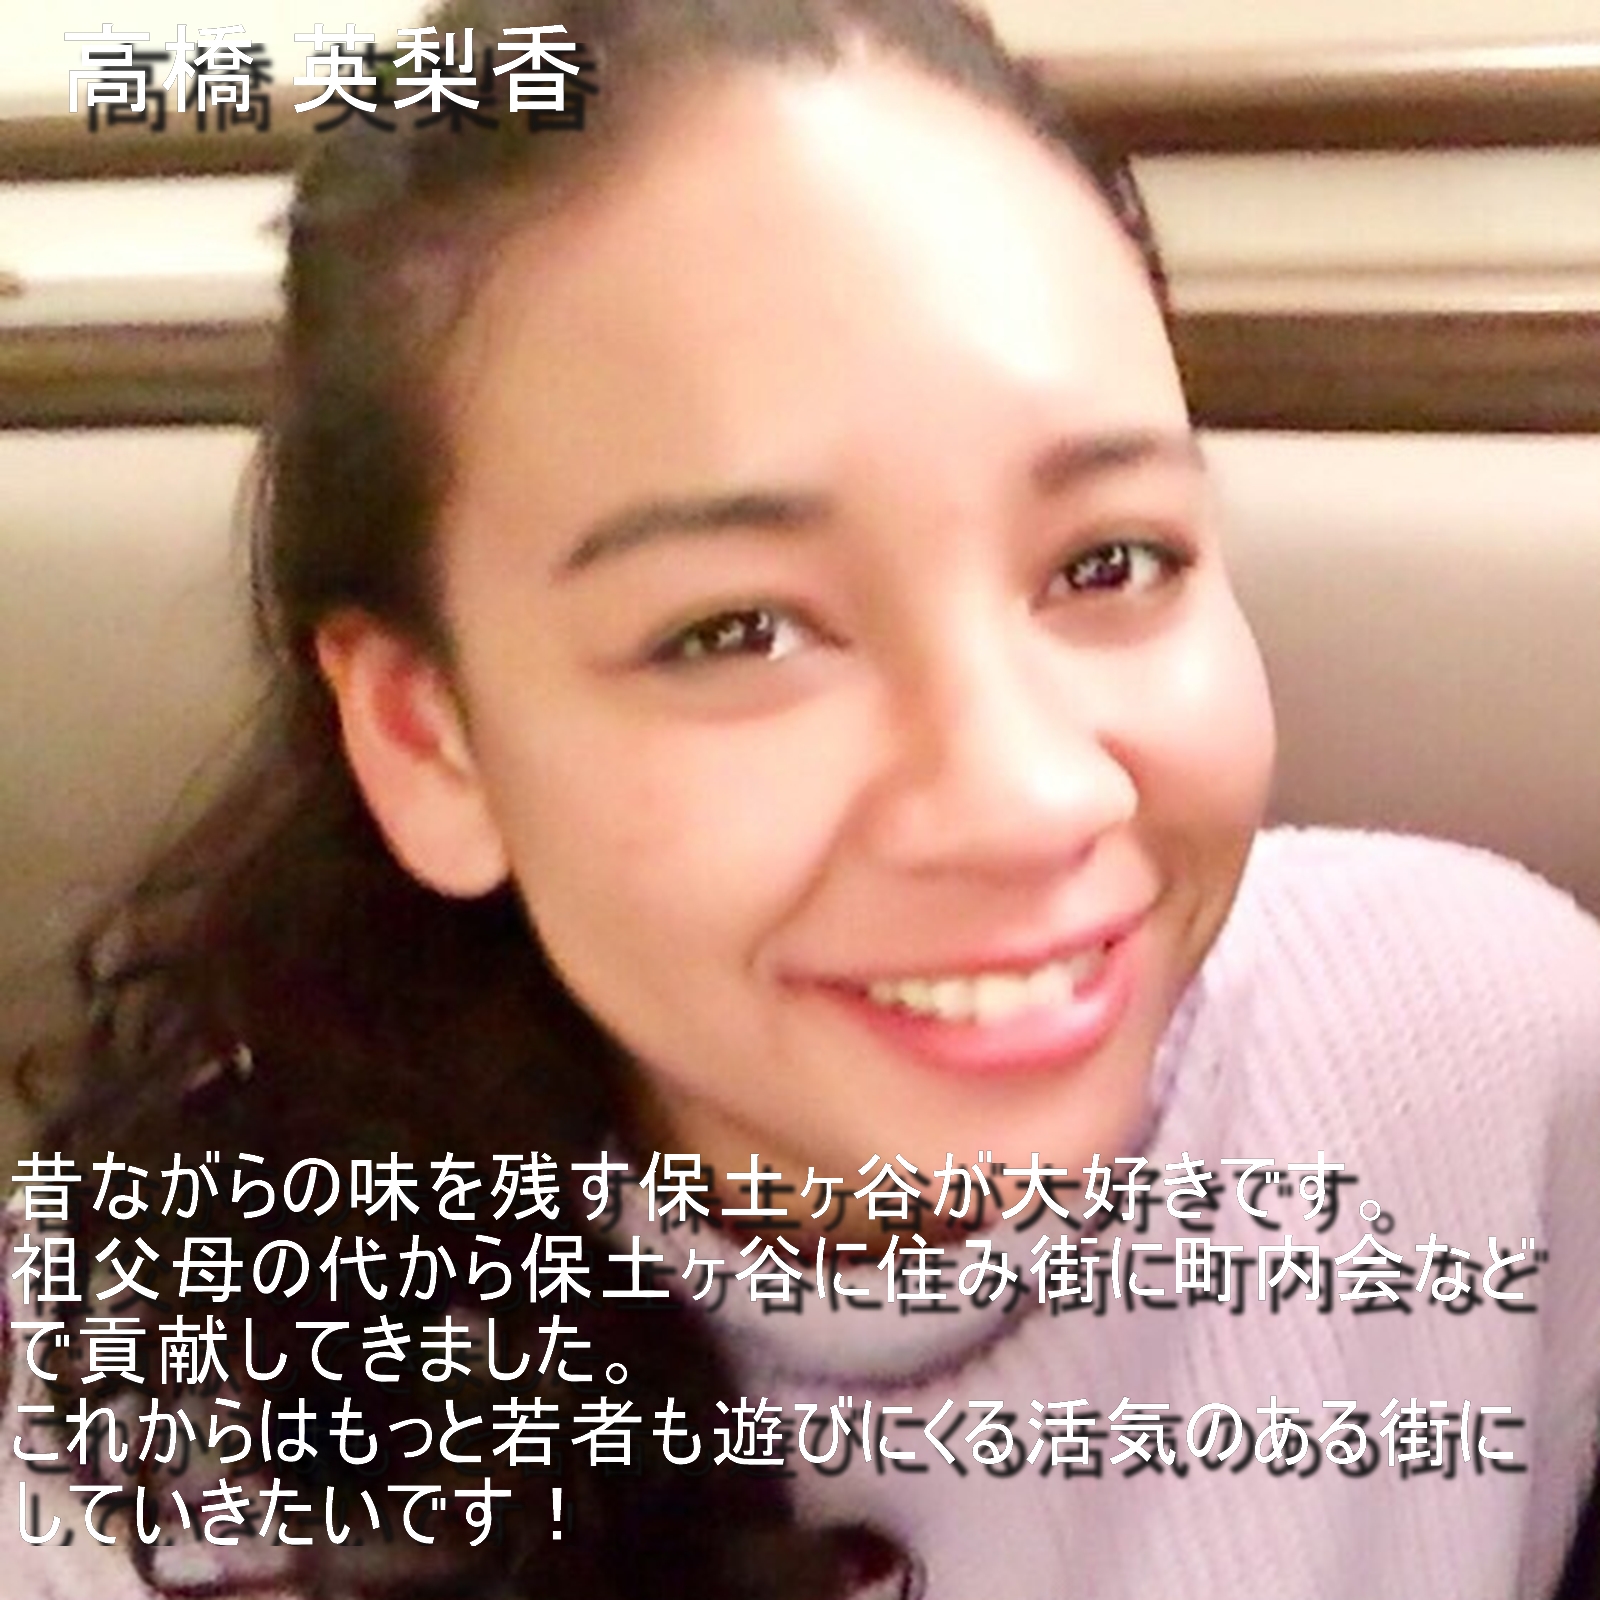 高橋 英梨香
昔ながらの味を残す保土ヶ谷が大好きです。
祖父母の代から保土ヶ谷に住み街に町内会など
で貢献してきました。
これからはもっと若者も遊びにくる活気のある街に
していきたいです！